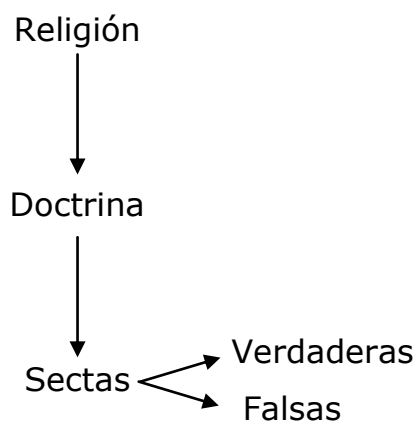 Religión
Doctrina
Sectas
Verdaderas
Falsas